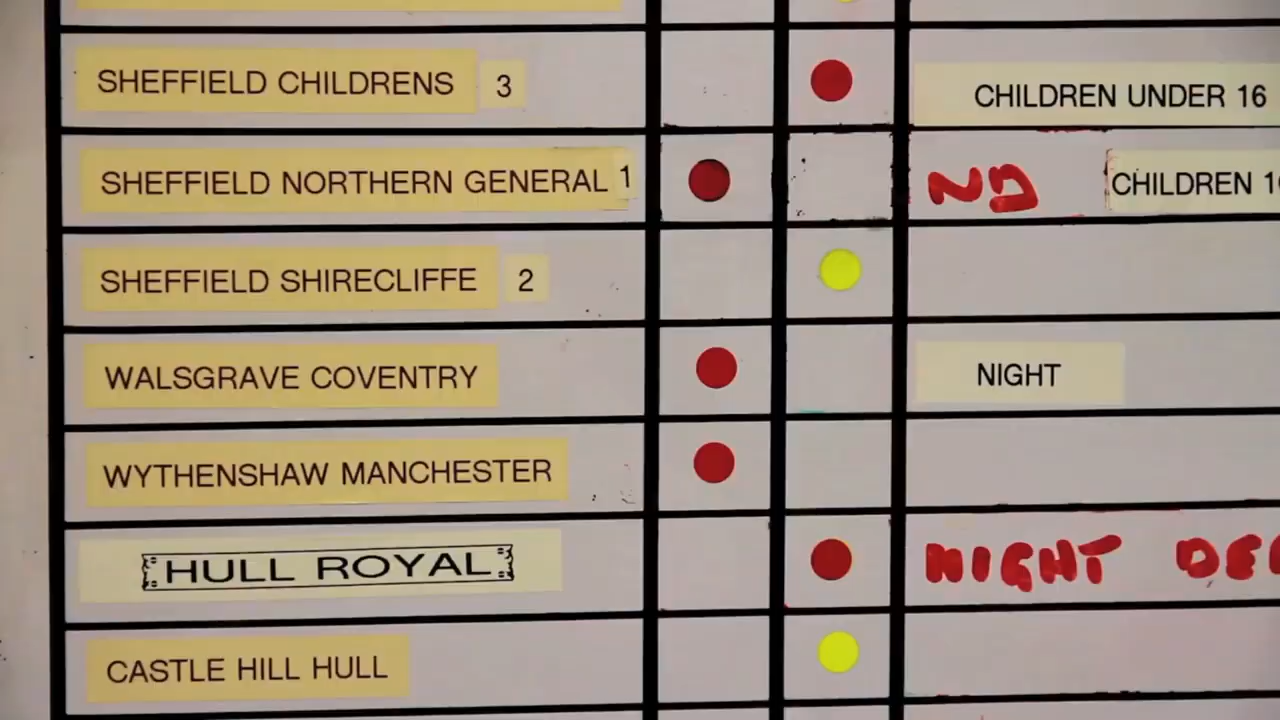 SHEFFIELD CHILDRENS 3 CHILDREN UNDER 16
SHEFFIELD NORTHERN GENERAL 1 ND CHILDREN
SHEFFIELD SHIRECLIFFE 2
WALSGRAVE COVENTRY NIGHT
WYTHENSHAW MANCHESTER
HULL ROYAL NIGHT
CASTLE HILL HULL